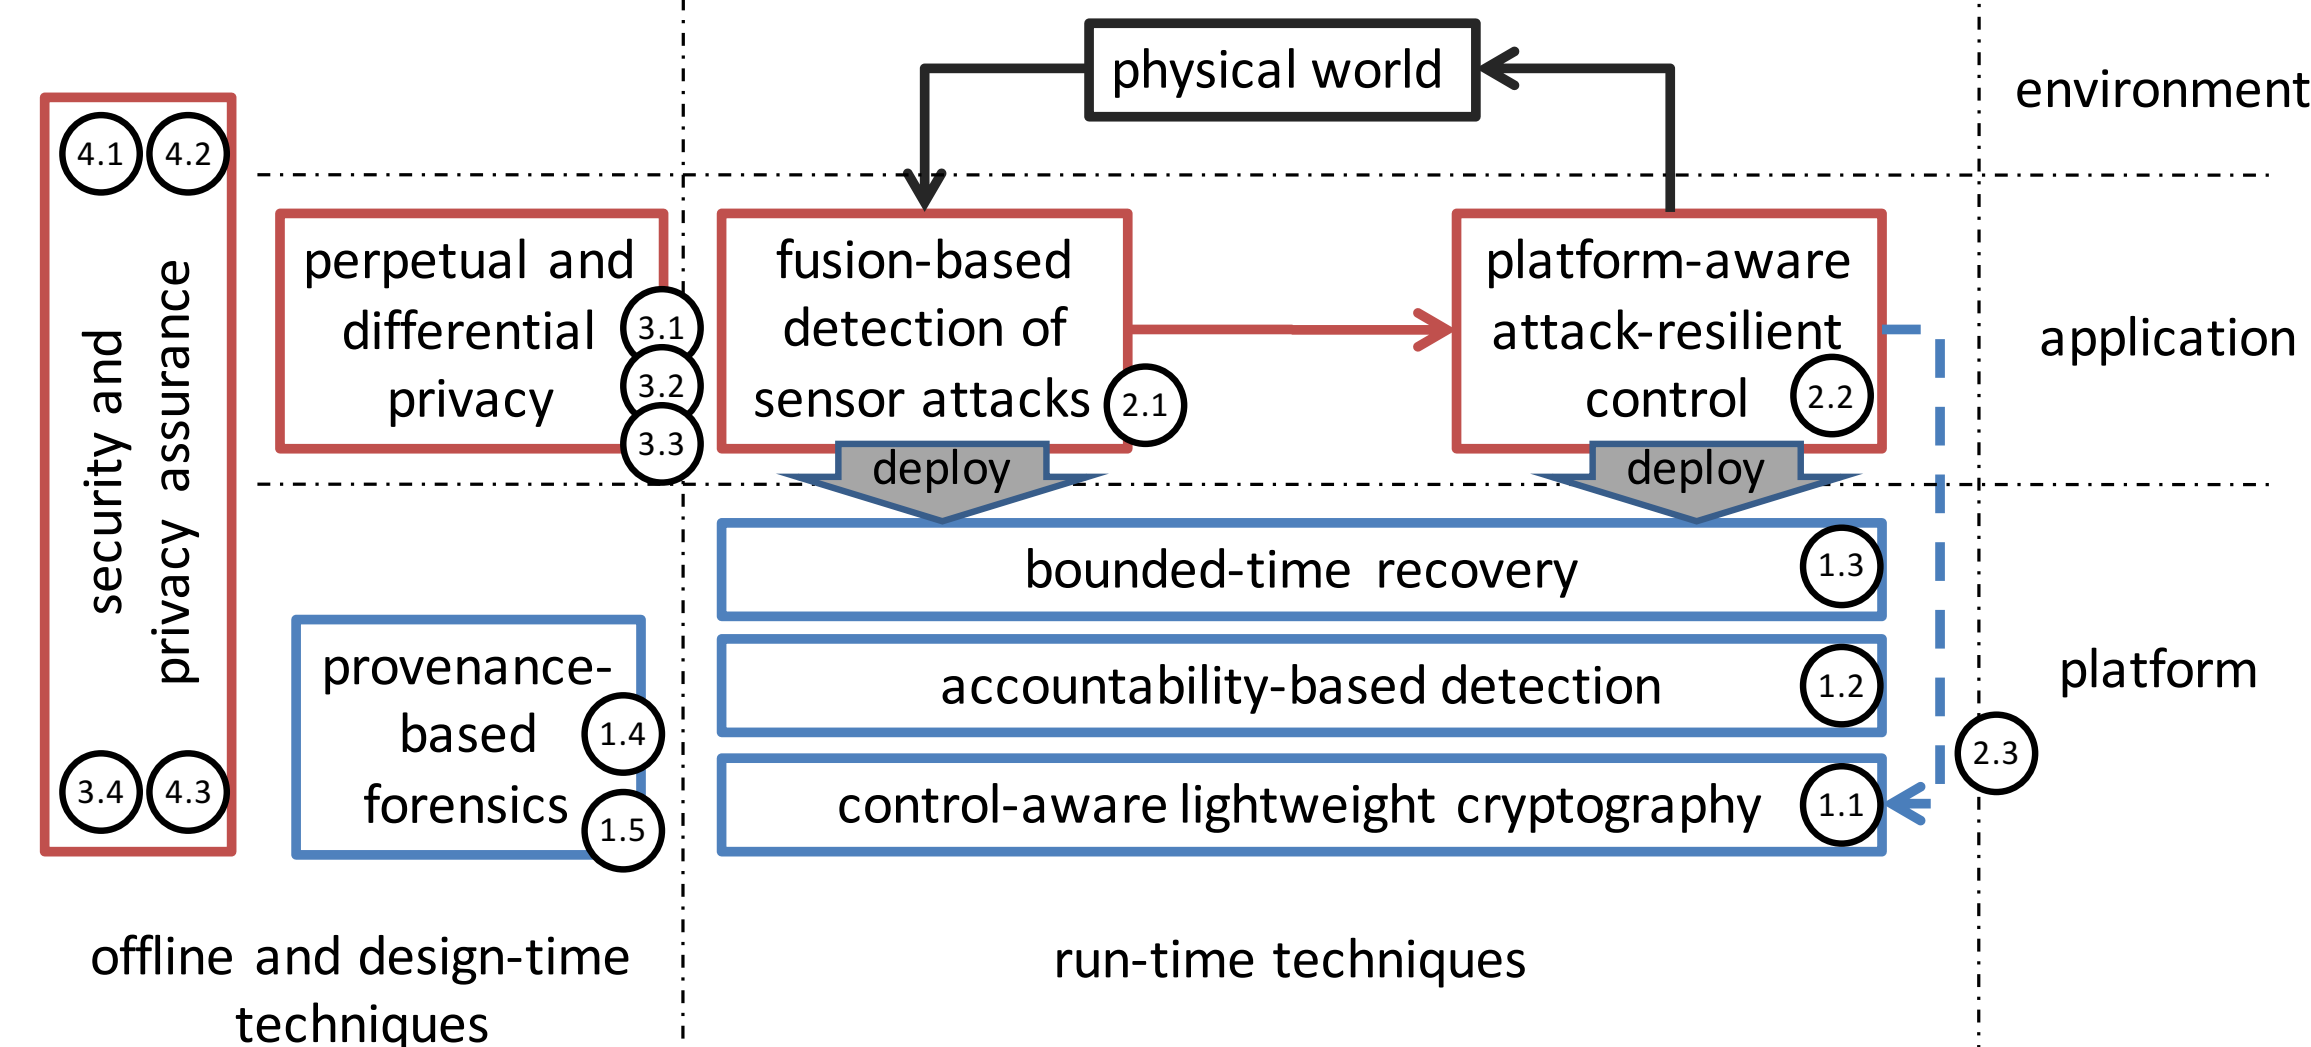 physical world
environment
4.1 4.2
security and
privacy assurance
3.4 4.3
perpetual and
differential
privacy
3.1
3.2
3.3
fusion-based
detection of
sensor attacks
2.1
platform-aware
attack-resilient
control
2.2
application
deploy
deploy
bounded-time recovery
1.3
accountability-based detection
1.2
control-aware lightweight cryptography
1.1
2.3
platform
provenance-
based
forensics
1.4
1.5
offline and design-time
techniques
run-time techniques